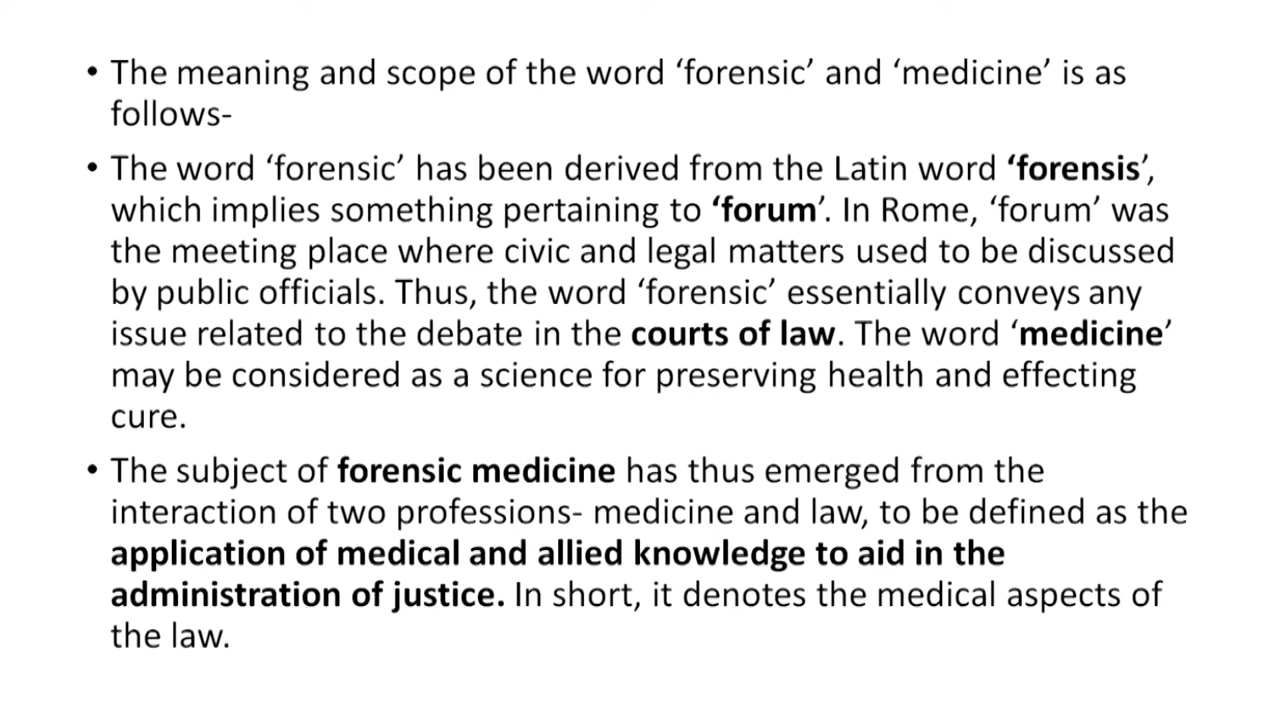 • The meaning and scope of the word ‘forensic’ and ‘medicine’ is as
follows-
• The word ‘forensic’ has been derived from the Latin word ‘forensis’,
which implies something pertaining to ‘forum’. In Rome, ‘forum’ was
the meeting place where civic and legal matters used to be discussed
by public officials. Thus, the word ‘forensic’ essentially conveys any
issue related to the debate in the courts of law. The word ‘medicine’
may be considered as a science for preserving health and effecting
cure.
• The subject of forensic medicine has thus emerged from the
interaction of two professions- medicine and law, to be defined as the
application of medical and allied knowledge to aid in the
administration of justice. In short, it denotes the medical aspects of
the law.